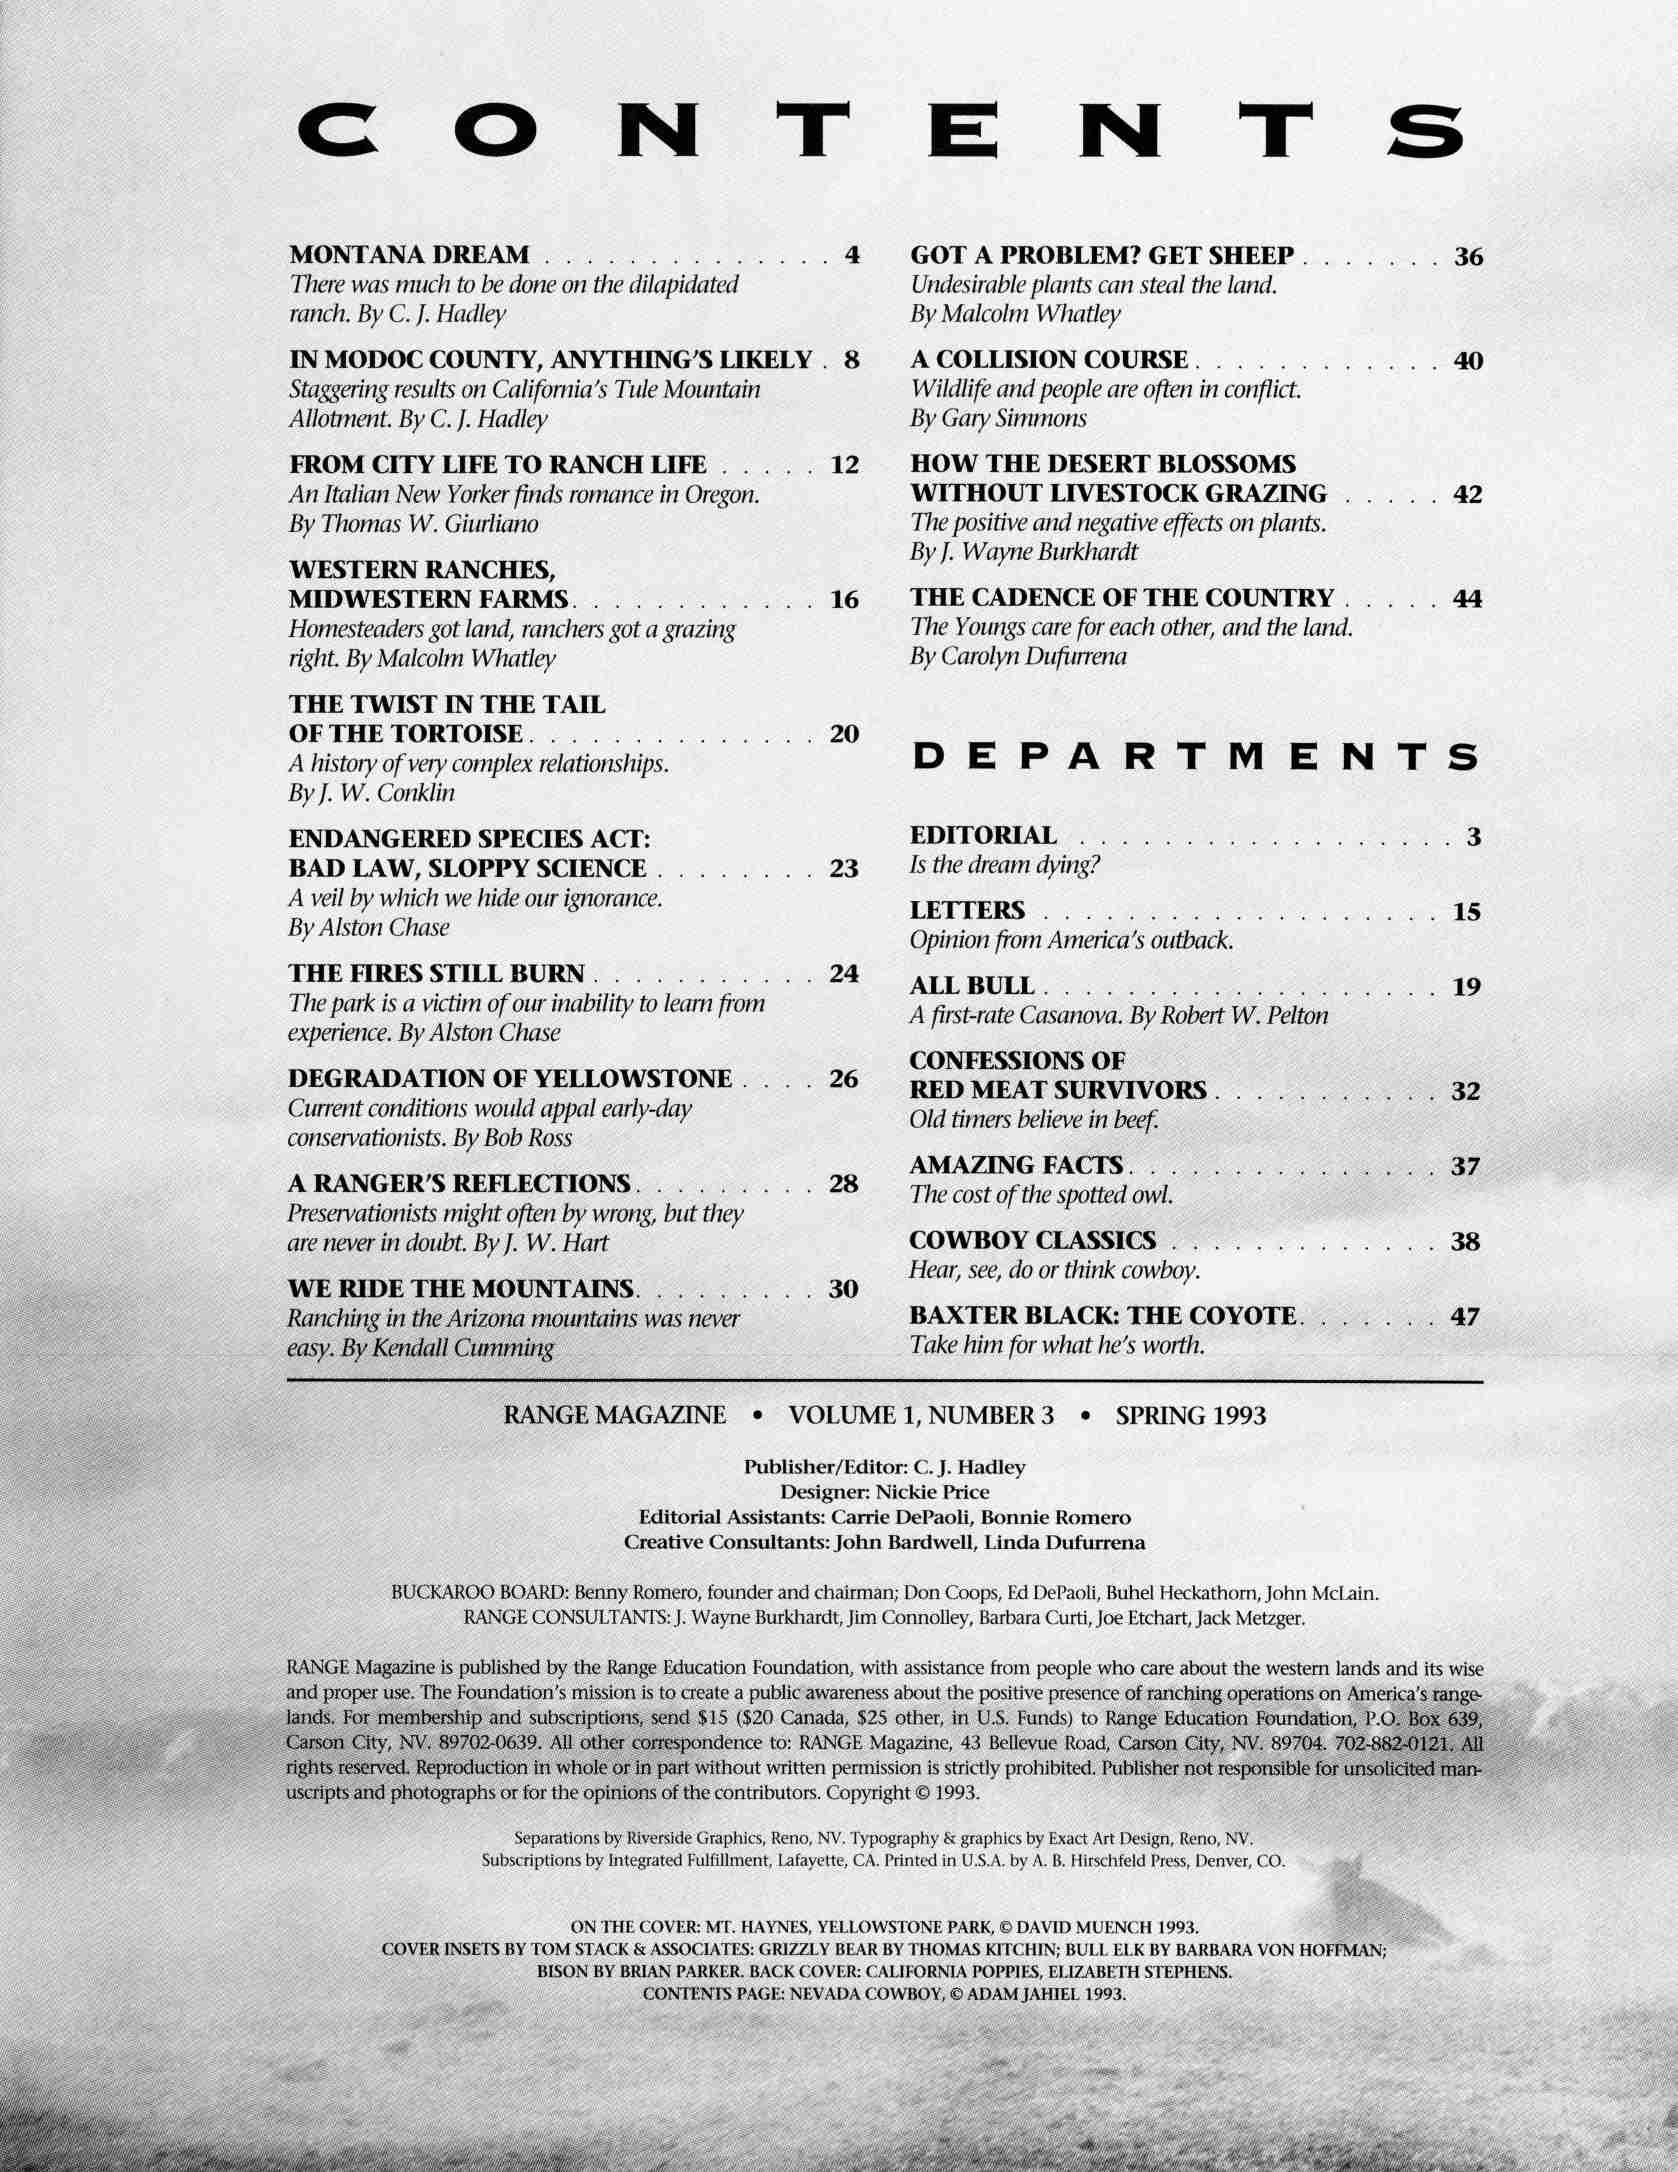 CONTENTS
MONTANA DREAM . . . . . . . . . . . . . . 4
There was much to be done on the dilapidated
ranch. By C. J. Hadley
IN MODOC COUNTY, ANYTHING'S LIKELY . 8
Staggering results on California's Tule Mountain
Allotment. By C. J. Hadley
FROM CITY LIFE TO RANCH LIFE . . . . . 12
An Italian New Yorker finds romance in Oregon.
By Thomas W. Giurliano
WESTERN RANCHES,
MIDWESTERN FARMS. . . . . . . . . . . . 16
Homesteaders got land, ranchers got a grazing
right. By Malcolm Whatley
THE TWIST IN THE TAIL
OF THE TORTOISE. . . . . . . . . . . . . . 20
A history of very complex relationships.
By J. W. Conklin
ENDANGERED SPECIES ACT:
BAD LAW, SLOPPY SCIENCE . . . . . . . . 23
A veil by which we hide our ignorance.
By Alston Chase
THE FIRES STILL BURN . . . . . . . . . . . 24
The park is a victim of our inability to learn from
experience. By Alston Chase
DEGRADATION OF YELLOWSTONE . . . . 26
Current conditions would appal early-day
conservationists. By Bob Ross
A RANGER'S REFLECTIONS. . . . . . . . . 28
Preservationists might often by wrong, but they
are never in doubt. By J. W. Hart
WE RIDE THE MOUNTAINS. . . . . . . . . 30
Ranching in the Arizona mountains was never
easy. By Kendall Cumming
GOT A PROBLEM? GET SHEEP . . . . . . . 36
Undesirable plants can steal the land.
By Malcolm Whatley
A COLLISION COURSE. . . . . . . . . . . . 40
Wildlife and people are often in conflict.
By Gary Simmons
HOW THE DESERT BLOSSOMS
WITHOUT LIVESTOCK GRAZING . . . . . 42
The positive and negative effects on plants.
By J. Wayne Burkhardt
THE CADENCE OF THE COUNTRY . . . . . 44
The Youngs care for each other, and the land.
By Carolyn Dufurrena
DEPARTMENTS
EDITORIAL . . . . . . . . . . . . . . . . . . 3
Is the dream dying?
LETTERS . . . . . . . . . . . . . . . . . . . 15
Opinion from America's outback.
ALL BULL . . . . . . . . . . . . . . . . . . . 19
A first-rate Casanova. By Robert W. Pelton
CONFESSIONS OF
RED MEAT SURVIVORS . . . . . . . . . . . 32
Old timers believe in beef.
AMAZING FACTS. . . . . . . . . . . . . . . 37
The cost of the spotted owl.
COWBOY CLASSICS . . . . . . . . . . . . . 38
Hear, see, do or think cowboy.
BAXTER BLACK: THE COYOTE. . . . . . . 47
Take him for what he's worth.
RANGE MAGAZINE • VOLUME 1, NUMBER 3 • SPRING 1993
Publisher/Editor: C. J. Hadley
Designer: Nickie Price
Editorial Assistants: Carrie DePaoli, Bonnie Romero
Creative Consultants: John Bardwell, Linda Dufurrena
BUCKAROO BOARD: Benny Romero, founder and chairman; Don Coops, Ed DePaoli, Buhel Heckathorn, John McLain.
RANGE CONSULTANTS: J. Wayne Burkhardt, Jim Connolley, Barbara Curti, Joe Etchart, Jack Metzger.
RANGE Magazine is published by the Range Education Foundation, with assistance from people who care about the western lands and its wise
and proper use. The Foundation's mission is to create a public awareness about the positive presence of ranching operations on America's range-
lands. For membership and subscriptions, send $15 ($20 Canada, $25 other, in U.S. Funds) to Range Education Foundation, P.O. Box 639,
Carson City, NV. 89702-0639. All other correspondence to: RANGE Magazine, 43 Bellevue Road, Carson City, NV. 89704. 702-882-0121. All
rights reserved. Reproduction in whole or in part without written permission is strictly prohibited. Publisher not responsible for unsolicited man-
uscripts and photographs or for the opinions of the contributors. Copyright © 1993.
Separations by Riverside Graphics, Reno, NV. Typography & graphics by Exact Art Design, Reno, NV.
Subscriptions by Integrated Fulfillment, Lafayette, CA. Printed in U.S.A. by A. B. Hirschfeld Press, Denver, CO.
ON THE COVER: MT. HAYNES, YELLOWSTONE PARK, © DAVID MUENCH 1993.
COVER INSETS BY TOM STACK & ASSOCIATES: GRIZZLY BEAR BY THOMAS KITCHIN; BULL ELK BY BARBARA VON HOFFMAN;
BISON BY BRIAN PARKER. BACK COVER: CALIFORNIA POPPIES, ELIZABETH STEPHENS.
CONTENTS PAGE: NEVADA COWBOY, © ADAM JAHIEL 1993.